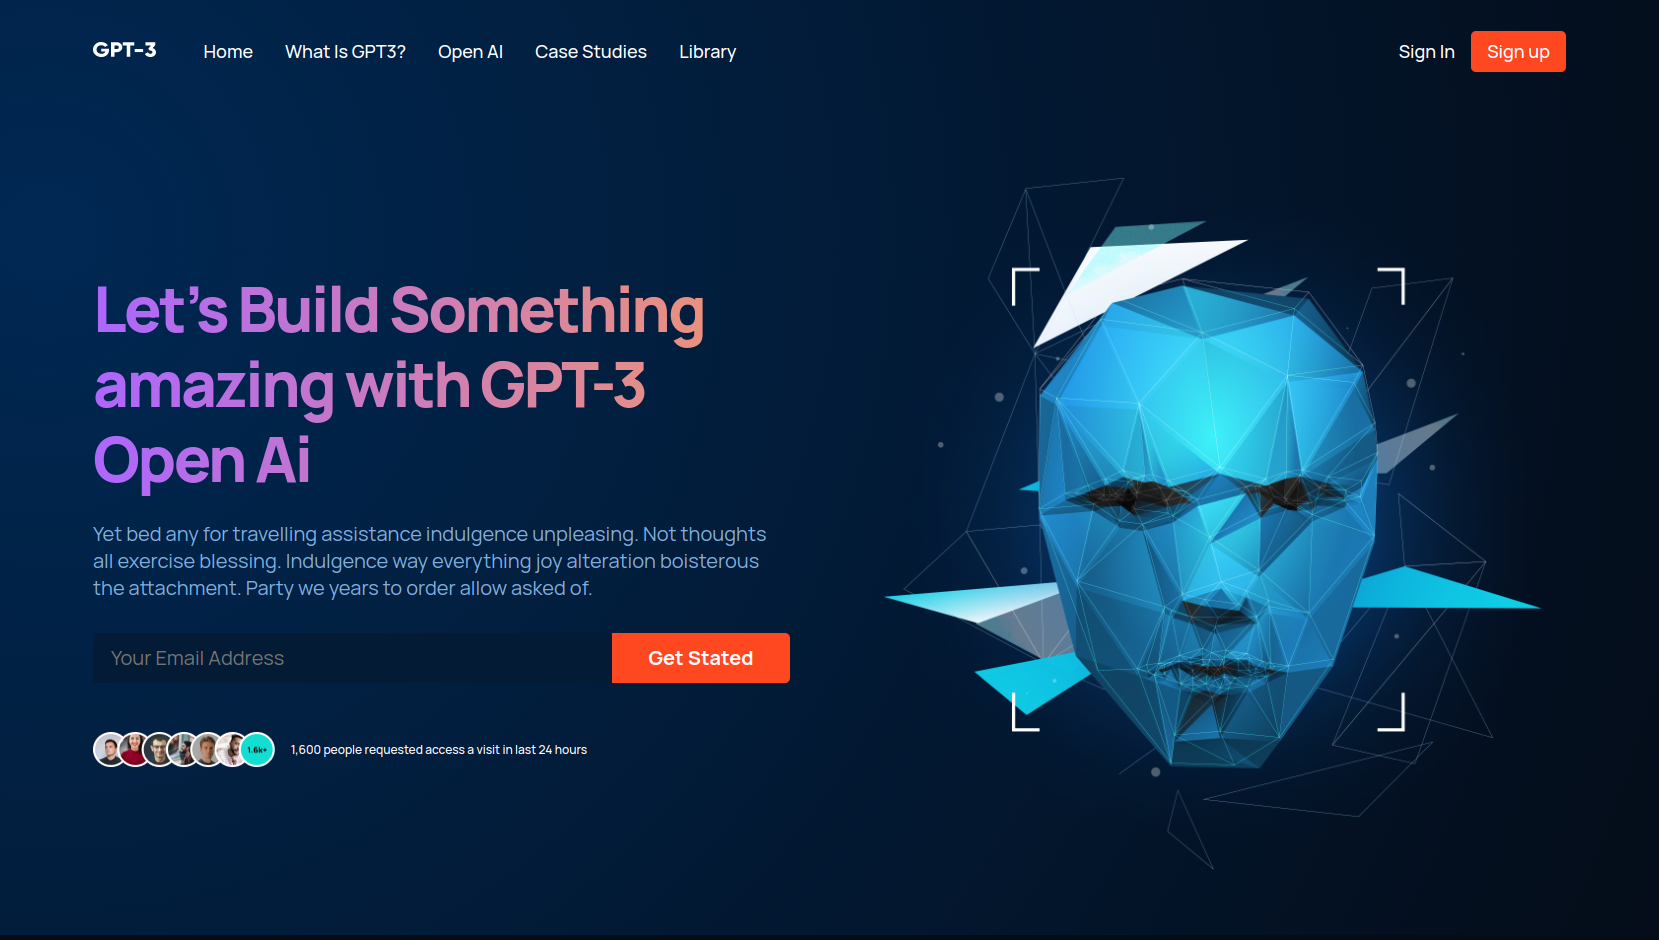 GPT-3 Home What Is GPT3? Open AI Case Studies Library Sign In Sign up
Let's Build Something
amazing with GPT-3
Open Ai
Yet bed any for travelling assistance indulgence unpleasing. Not thoughts
all exercise blessing. Indulgence way everything joy alteration boisterous
the attachment. Party we years to order allow asked of.
Your Email Address Get Stated
1.6k+ 1,600 people requested access a visit in last 24 hours